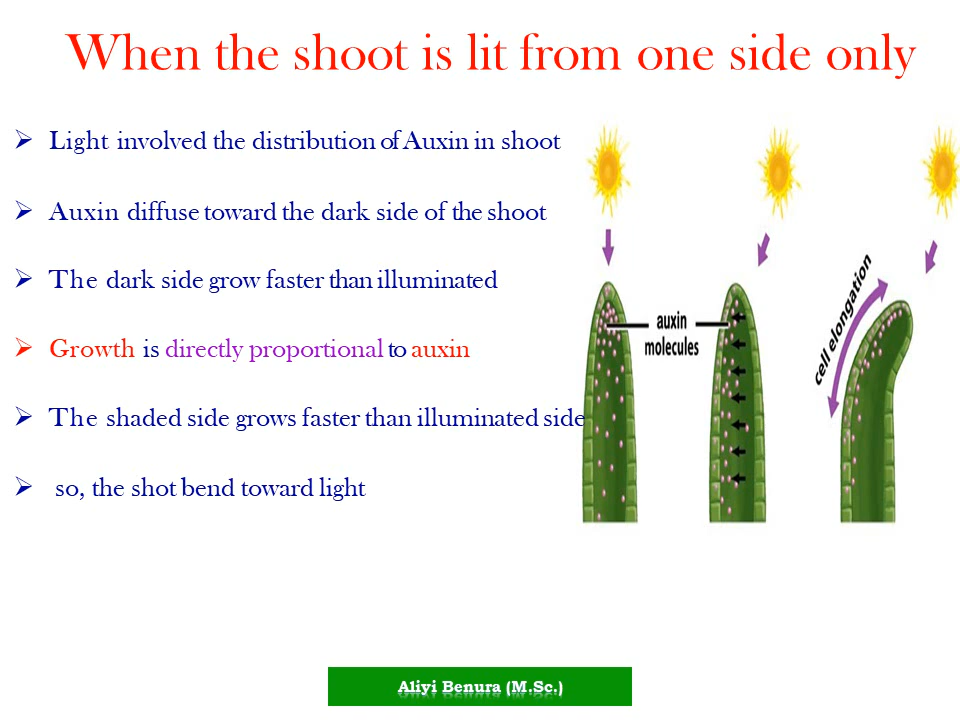 When the shoot is lit from one side only
➢ Light involved the distribution of Auxin in shoot
➢ Auxin diffuse toward the dark side of the shoot
➢ The dark side grow faster than illuminated
➢ Growth is directly proportional to auxin
➢ The shaded side grows faster than illuminated side
➢ so, the shot bend toward light
auxin
molecules
cell elongation
Aliyi Benura (M.Sc.)